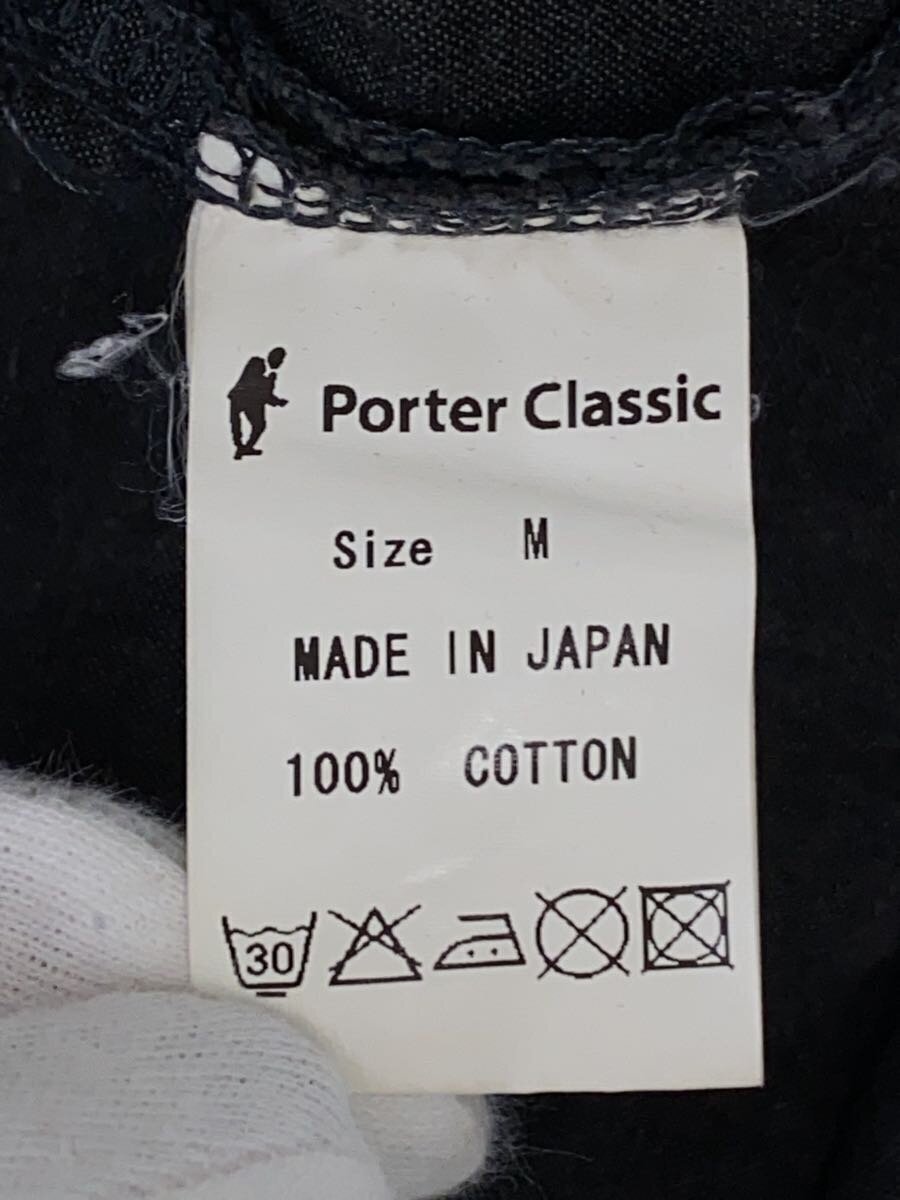 Porter Classic
Size M
MADE IN JAPAN
100% COTTON
30